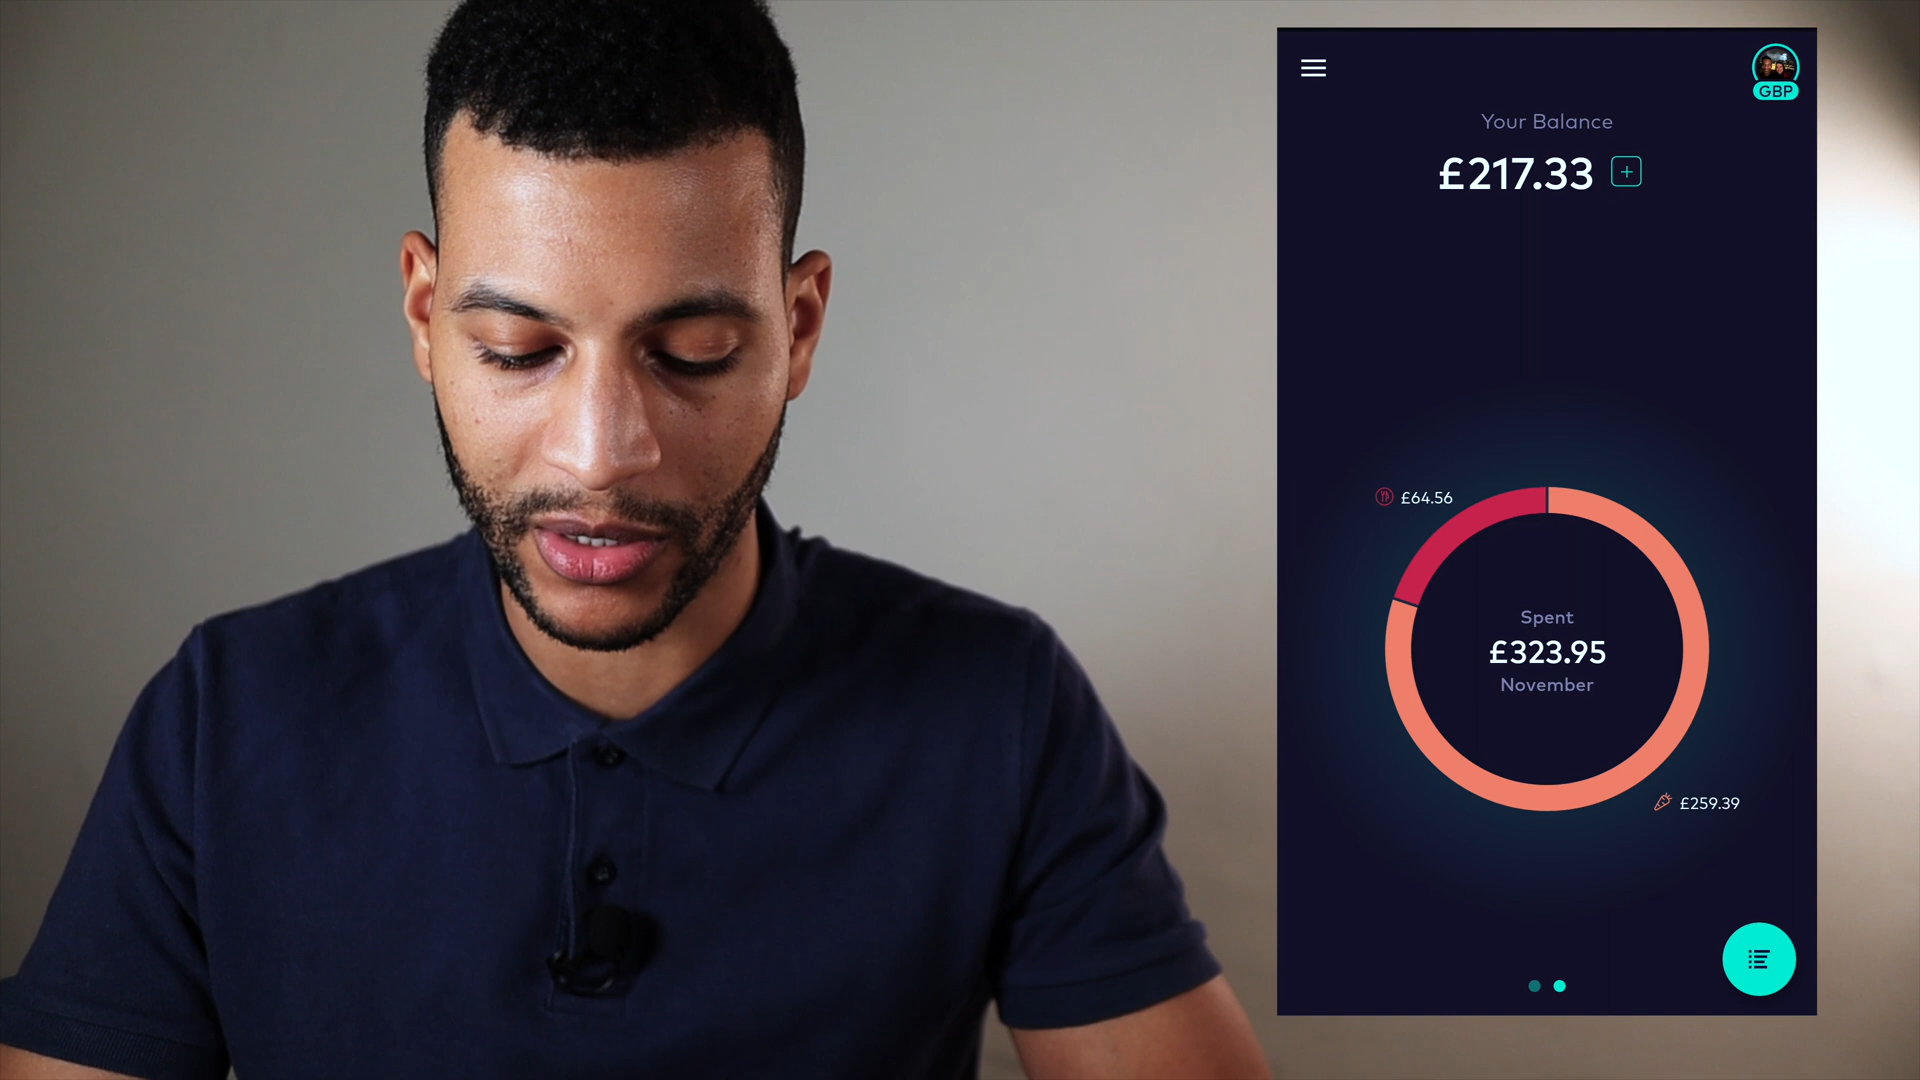 GBP
Your Balance
£217.33
£64.56
Spent
£323.95
November
£259.39